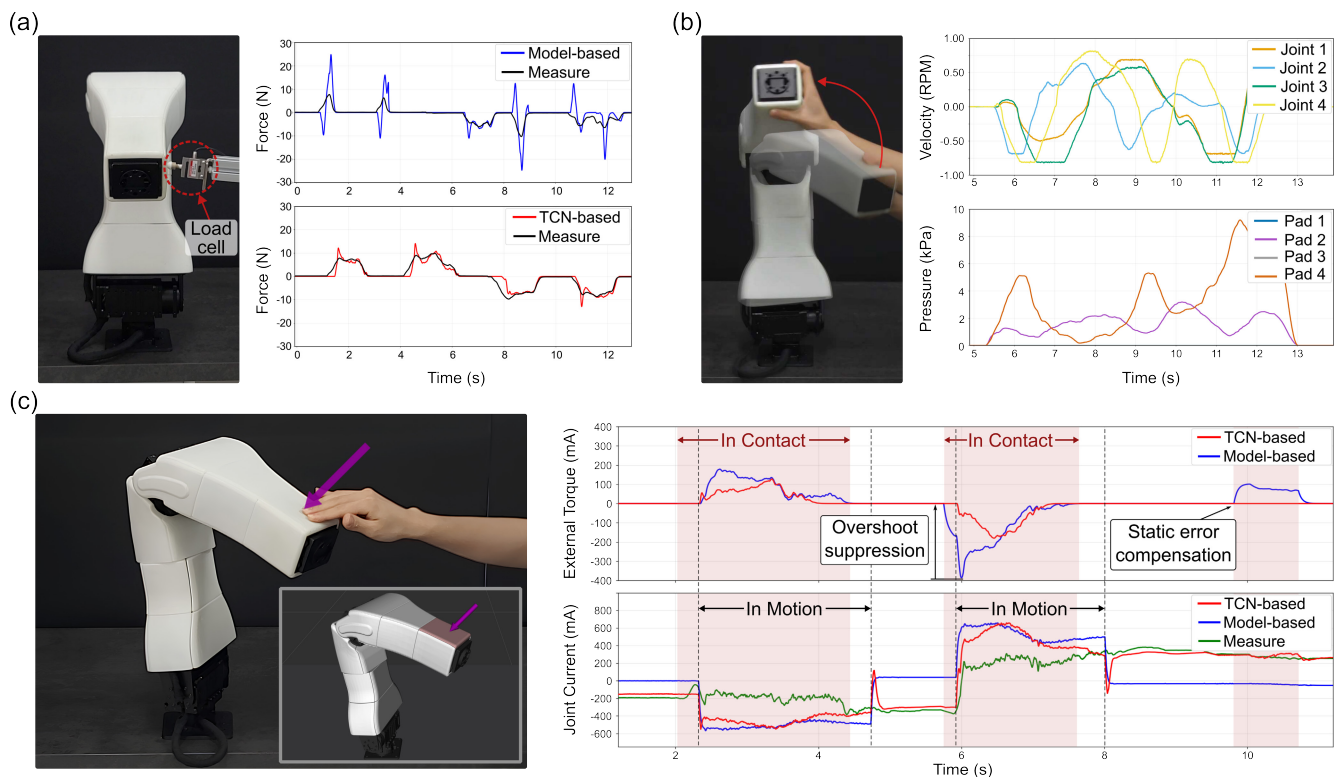 (a)
Load
cell
Force (N)
30
20
10
0
-10
-20
-30
Model-based
Measure
0 2 4 6 8 10 12
Force (N)
30
20
10
0
-10
-20
-30
TCN-based
Measure
0 2 4 6 8 10 12
Time (s)
(b)
Velocity (RPM)
1.00
0.50
0.00
-0.50
-1.00
Joint 1
Joint 2
Joint 3
Joint 4
5 6 7 8 9 10 11 12 13
Pressure (kPa)
10
8
6
4
2
0
Pad 1
Pad 2
Pad 3
Pad 4
5 6 7 8 9 10 11 12 13
Time (s)
(c)
External Torque (mA)
400
300
200
100
0
-100
-200
-300
-400
In Contact
In Contact
TCN-based
Model-based
Overshoot
suppression
Static error
compensation
Joint Current (mA)
800
600
400
200
0
-200
-400
-600
In Motion
In Motion
TCN-based
Model-based
Measure
2 4 6 8 10
Time (s)